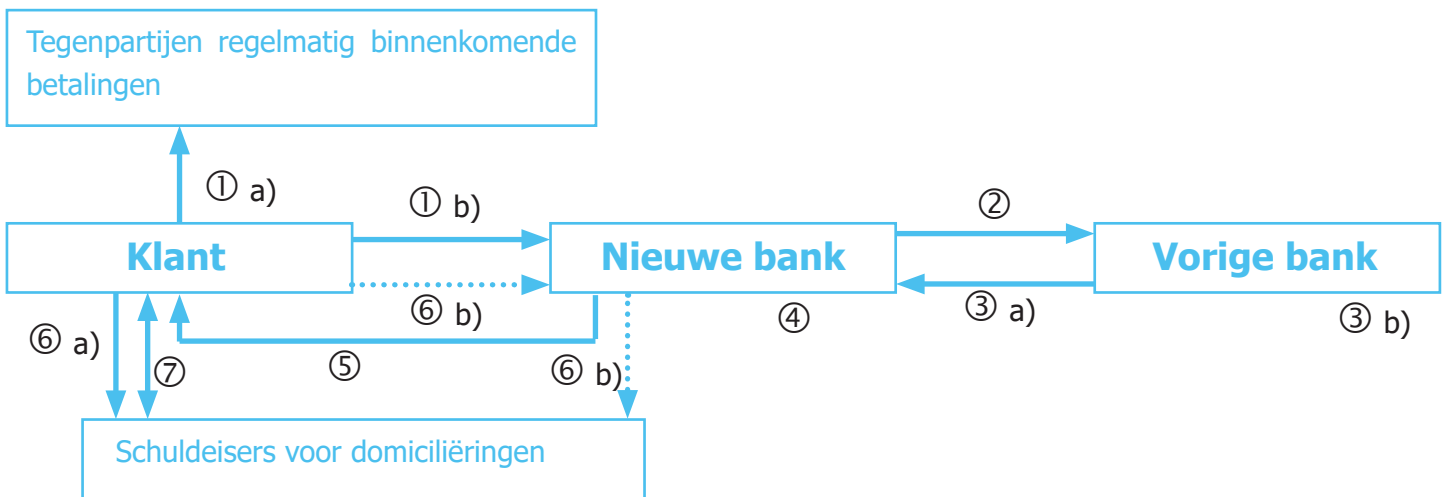 Tegenpartijen regelmatig binnenkomende
betalingen
① a)
① b)
②
Klant
Nieuwe bank
Vorige bank
⑥ b)
④
③ a)
③ b)
⑥ a)
⑦
⑤
⑥ b)
Schuldeisers voor domiciliëringen